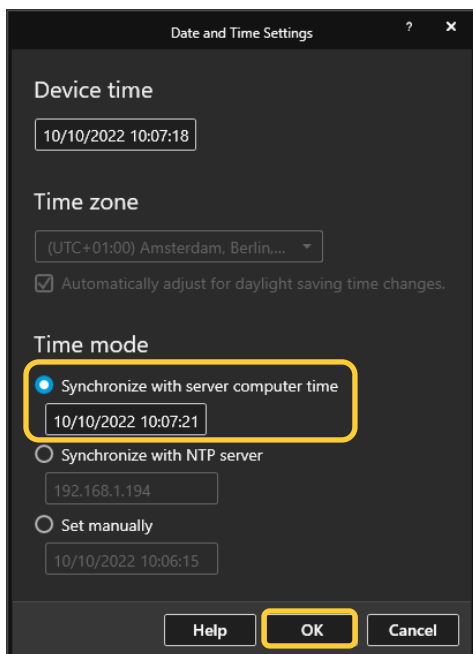 Date and Time Settings ? ×
Device time
10/10/2022 10:07:18
Time zone
(UTC+01:00) Amsterdam, Berlin,...
Automatically adjust for daylight saving time changes.
Time mode
Synchronize with server computer time
10/10/2022 10:07:21
Synchronize with NTP server
192.168.1.194
Set manually
10/10/2022 10:06:15
Help OK Cancel